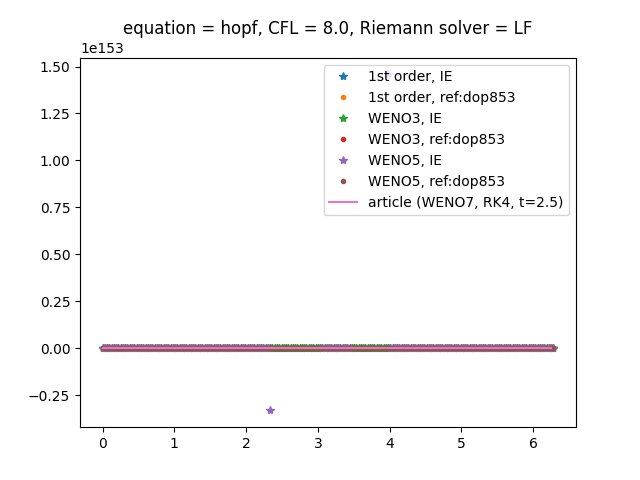 equation = hopf, CFL = 8.0, Riemann solver = LF
1e153
1.50
1.25
1.00
0.75
0.50
0.25
0.00
−0.25
1st order, IE
1st order, ref:dop853
WENO3, IE
WENO3, ref:dop853
WENO5, IE
WENO5, ref:dop853
article (WENO7, RK4, t=2.5)
0 1 2 3 4 5 6